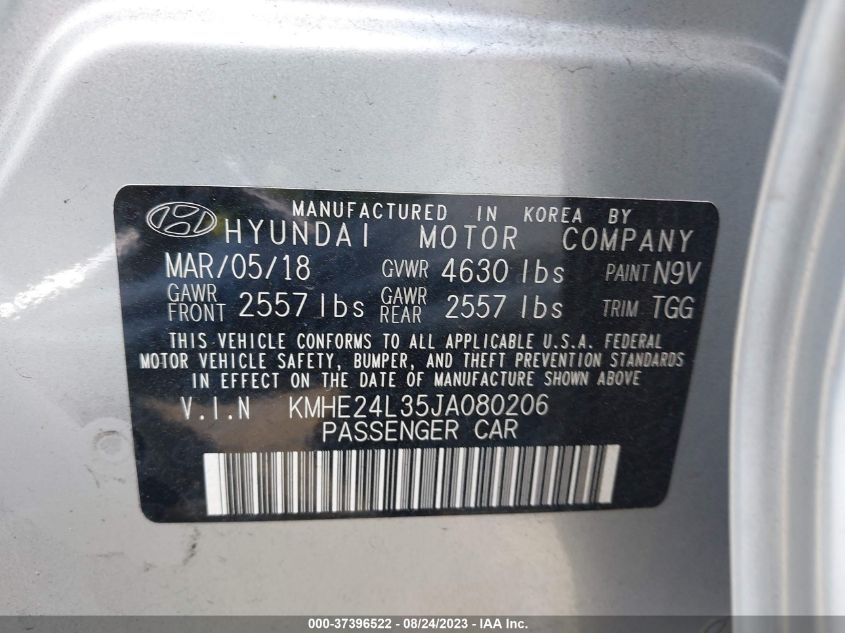 MANUFACTURED IN KOREA BY
HYUNDAI MOTOR COMPANY
MAR/05/18 GVWR 4630 lbs PAINT N9V
GAWR FRONT 2557 lbs GAWR REAR 2557 lbs TRIM TGG
THIS VEHICLE CONFORMS TO ALL APPLICABLE U.S.A. FEDERAL
MOTOR VEHICLE SAFETY, BUMPER, AND THEFT PREVENTION STANDARDS
IN EFFECT ON THE DATE OF MANUFACTURE SHOWN ABOVE
V.I.N KMHE24L35JA080206
PASSENGER CAR
000-37396522 - 08/24/2023 - IAA Inc.